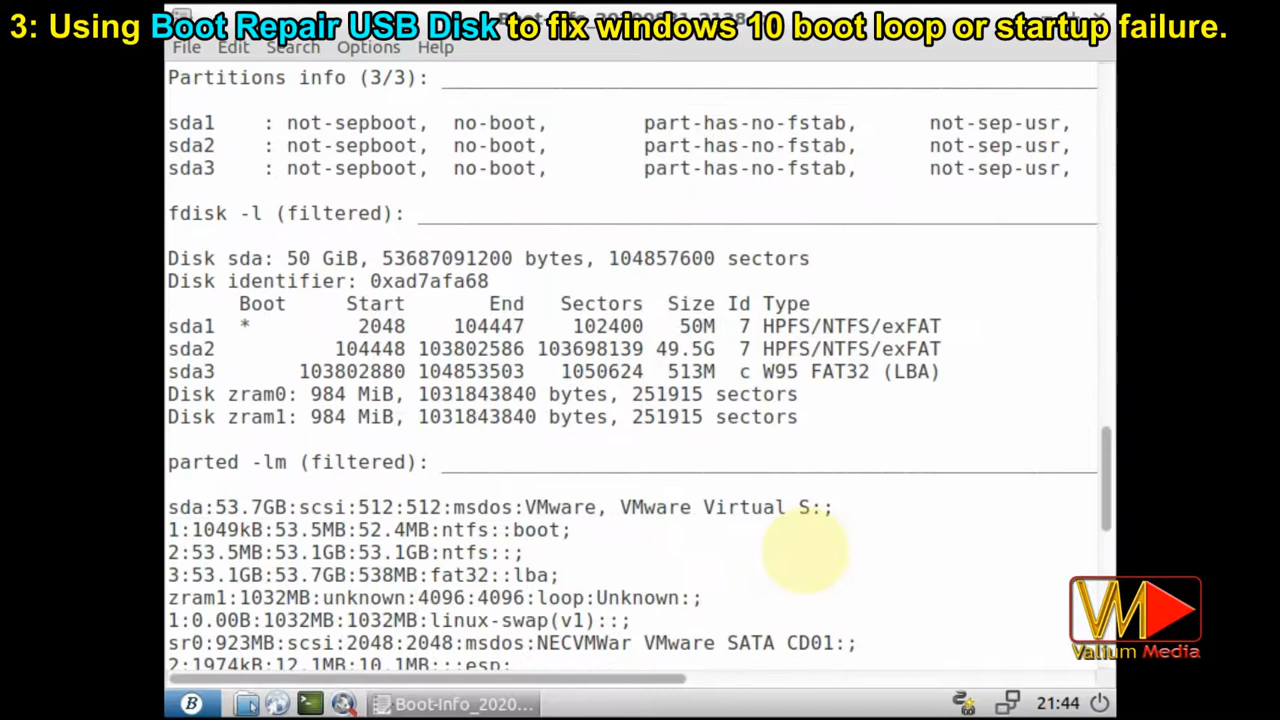 3: Using Boot Repair USB Disk to fix windows 10 boot loop or startup failure.
File Edit Search Options Help
Partitions info (3/3): ____________________
sda1 : not-sepboot, no-boot, part-has-no-fstab, not-sep-usr,
sda2 : not-sepboot, no-boot, part-has-no-fstab, not-sep-usr,
sda3 : not-sepboot, no-boot, part-has-no-fstab, not-sep-usr,
fdisk -l (filtered): ____________________
Disk sda: 50 GiB, 53687091200 bytes, 104857600 sectors
Disk identifier: 0xad7afa68
Boot Start End Sectors Size Id Type
sda1 * 2048 104447 102400 50M 7 HPFS/NTFS/exFAT
sda2 104448 103802586 103698139 49.5G 7 HPFS/NTFS/exFAT
sda3 103802880 104853503 1050624 513M c W95 FAT32 (LBA)
Disk zram0: 984 MiB, 1031843840 bytes, 251915 sectors
Disk zram1: 984 MiB, 1031843840 bytes, 251915 sectors
parted -lm (filtered): ____________________
sda:53.7GB:scsi:512:512:msdos:VMware, VMware Virtual S:;
1:1049kB:53.5MB:52.4MB:ntfs::boot;
2:53.5MB:53.1GB:53.1GB:ntfs::;
3:53.1GB:53.7GB:538MB:fat32::lba;
zram1:1032MB:unknown:4096:4096:loop:Unknown:;
1:0.00B:1032MB:1032MB:linux-swap(v1)::;
sr0:923MB:scsi:2048:2048:msdos:NECVMWar VMware SATA CD01:;
2:1974kB:12.1MB:10.1MB:::esp;
VM
Valium Media
B Boot-Info_2020... 21:44